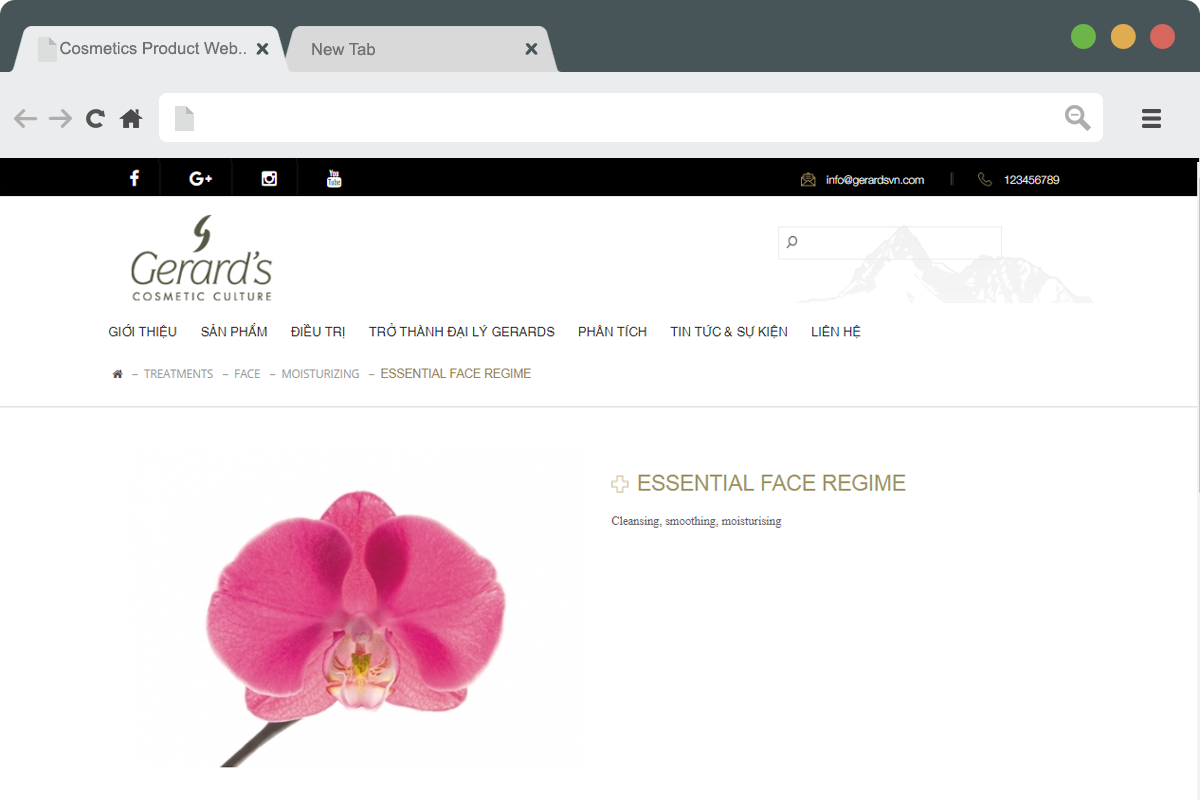 Cosmetics Product Web..
New Tab
G+
You Tube
info@gerardsvn.com
123456789
Gerard's
COSMETIC CULTURE
GIỚI THIỆU SẢN PHẨM ĐIỀU TRỊ TRỞ THÀNH ĐẠI LÝ GERARDS PHÂN TÍCH TIN TỨC & SỰ KIỆN LIÊN HỆ
– TREATMENTS – FACE – MOISTURIZING – ESSENTIAL FACE REGIME
ESSENTIAL FACE REGIME
Cleansing, smoothing, moisturising